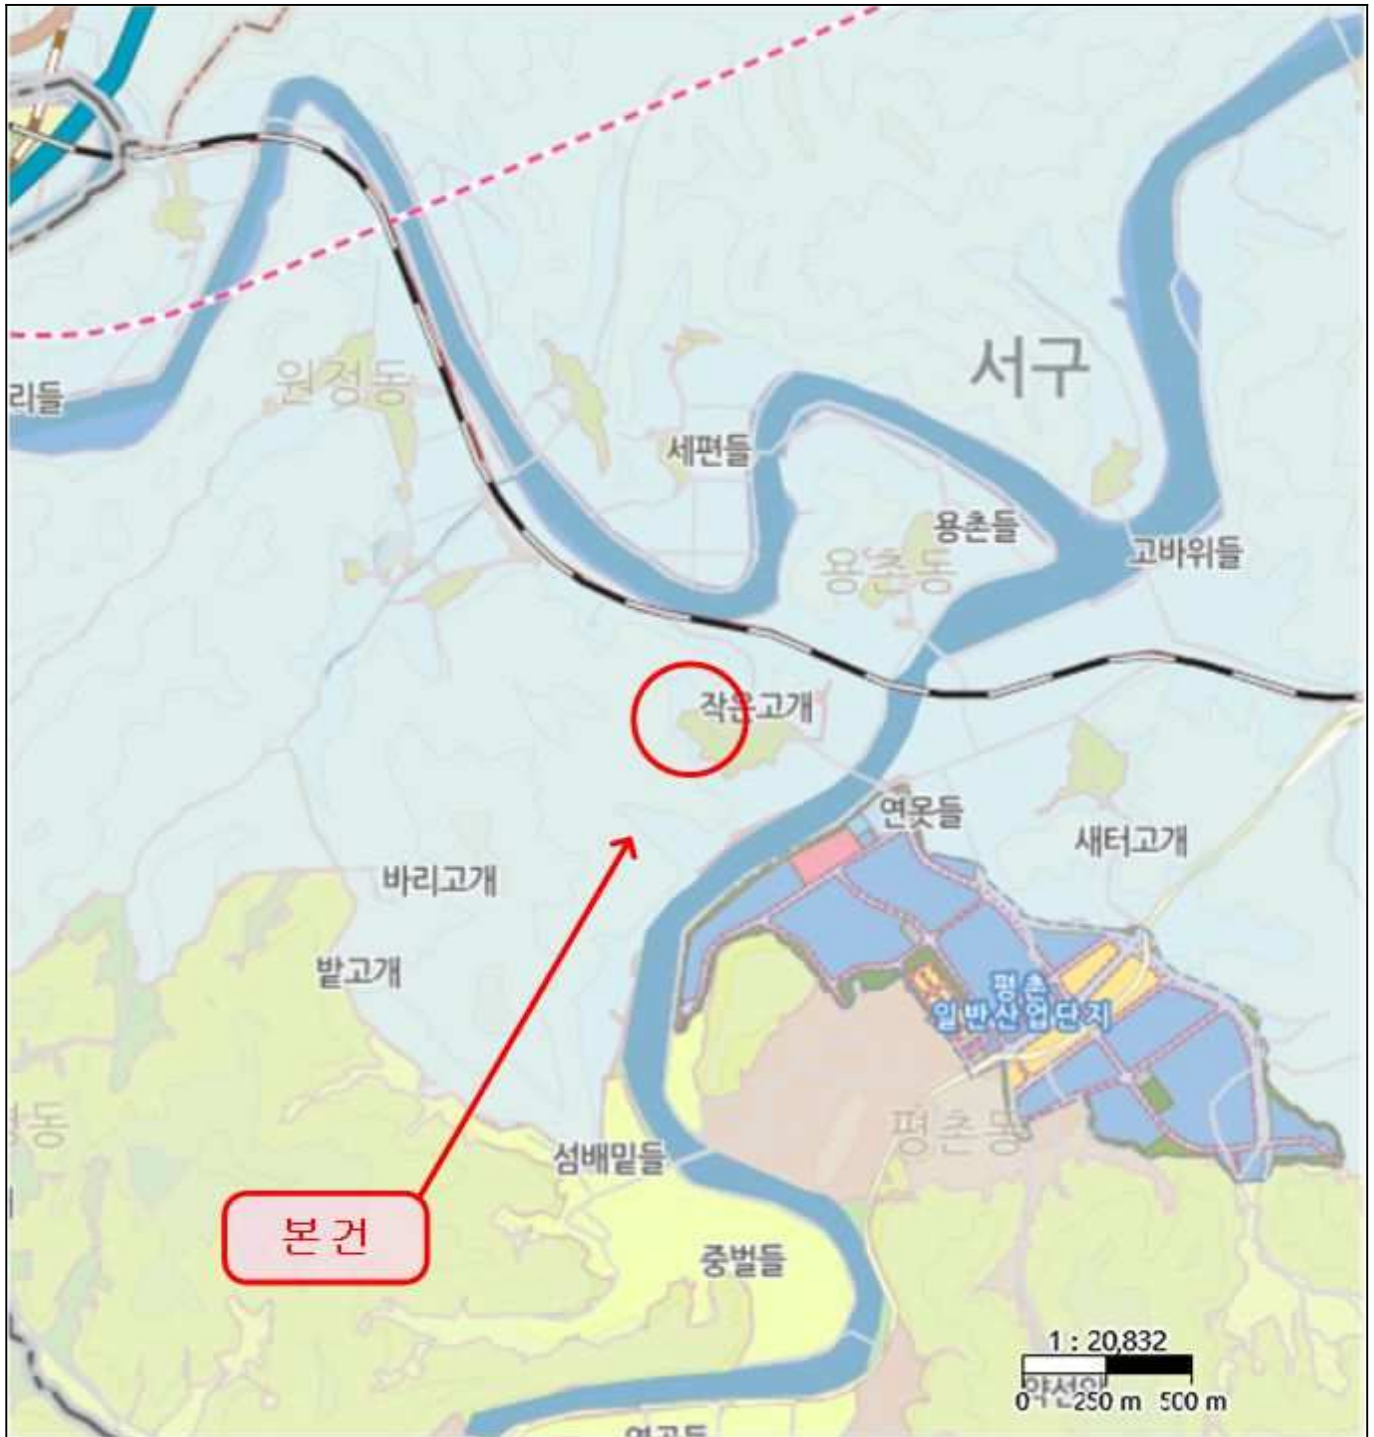 서구
원정동
리들
세편들
용촌들
고바위들
용촌동
작은고개
연못들
새터고개
바리고개
밭고개
평촌
일반산업단지
동
평촌동
섬배밑들
본 건
중벌들
1 : 20,832
0 250 m 500 m